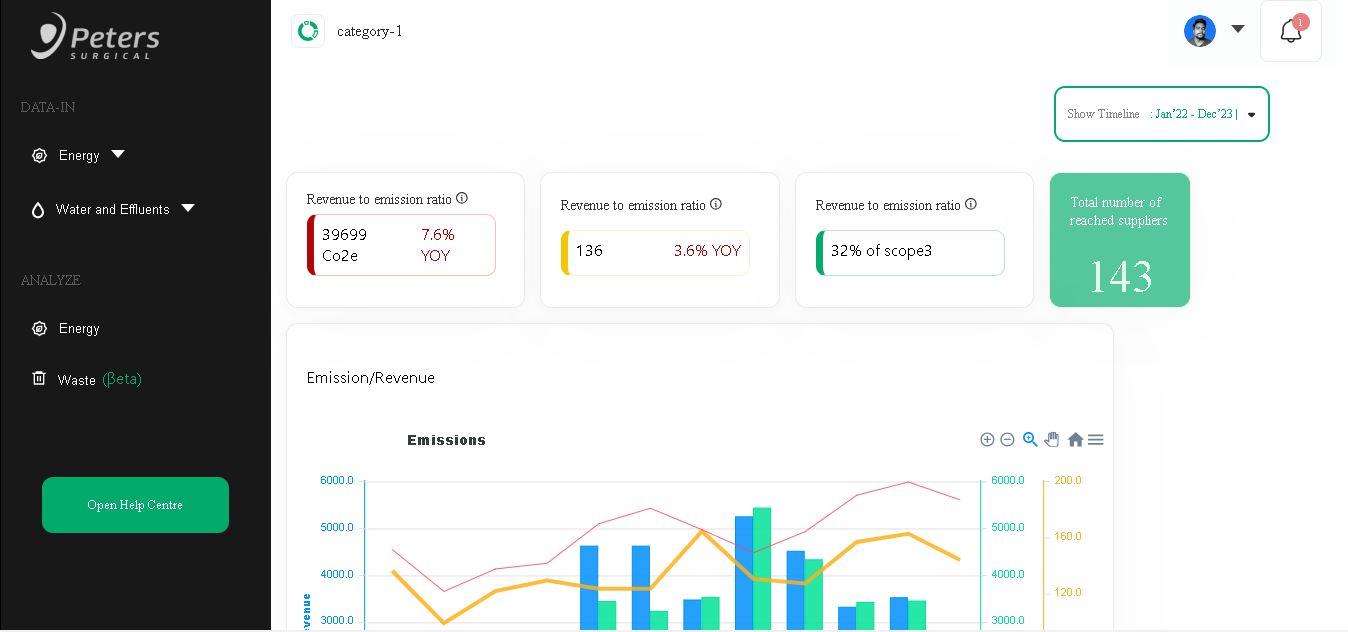 Peters
SURGICAL
category-1
1
DATA-IN
Energy
Water and Effluents
ANALYZE
Energy
Waste (βeta)
Open Help Centre
Show Timeline : Jan'22 - Dec'23 |
Revenue to emission ratio
39699 7.6%
Co2e YOY
Revenue to emission ratio
136 3.6% YOY
Revenue to emission ratio
32% of scope3
Total number of
reached suppliers
143
Emission/Revenue
Emissions
6000.0 6000.0 200.0
5000.0 5000.0 160.0
4000.0 4000.0 120.0
3000.0 3000.0